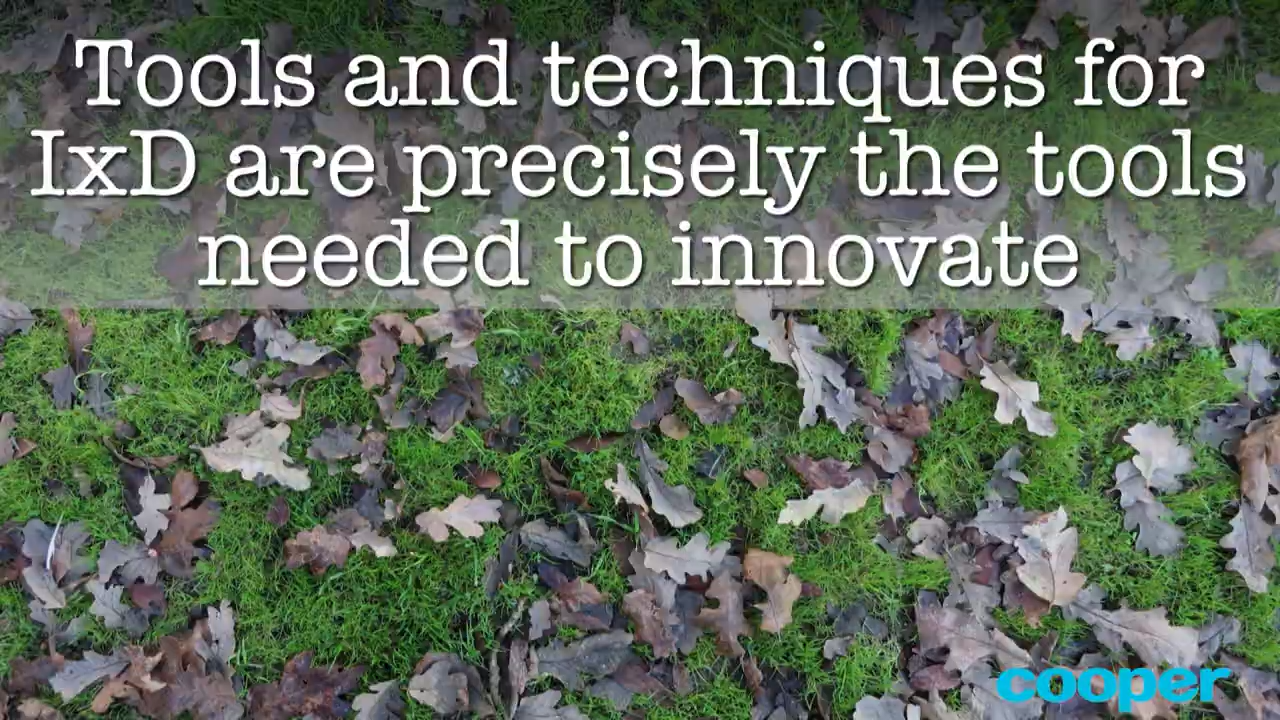 Tools and techniques for
IxD are precisely the tools
needed to innovate
cooper